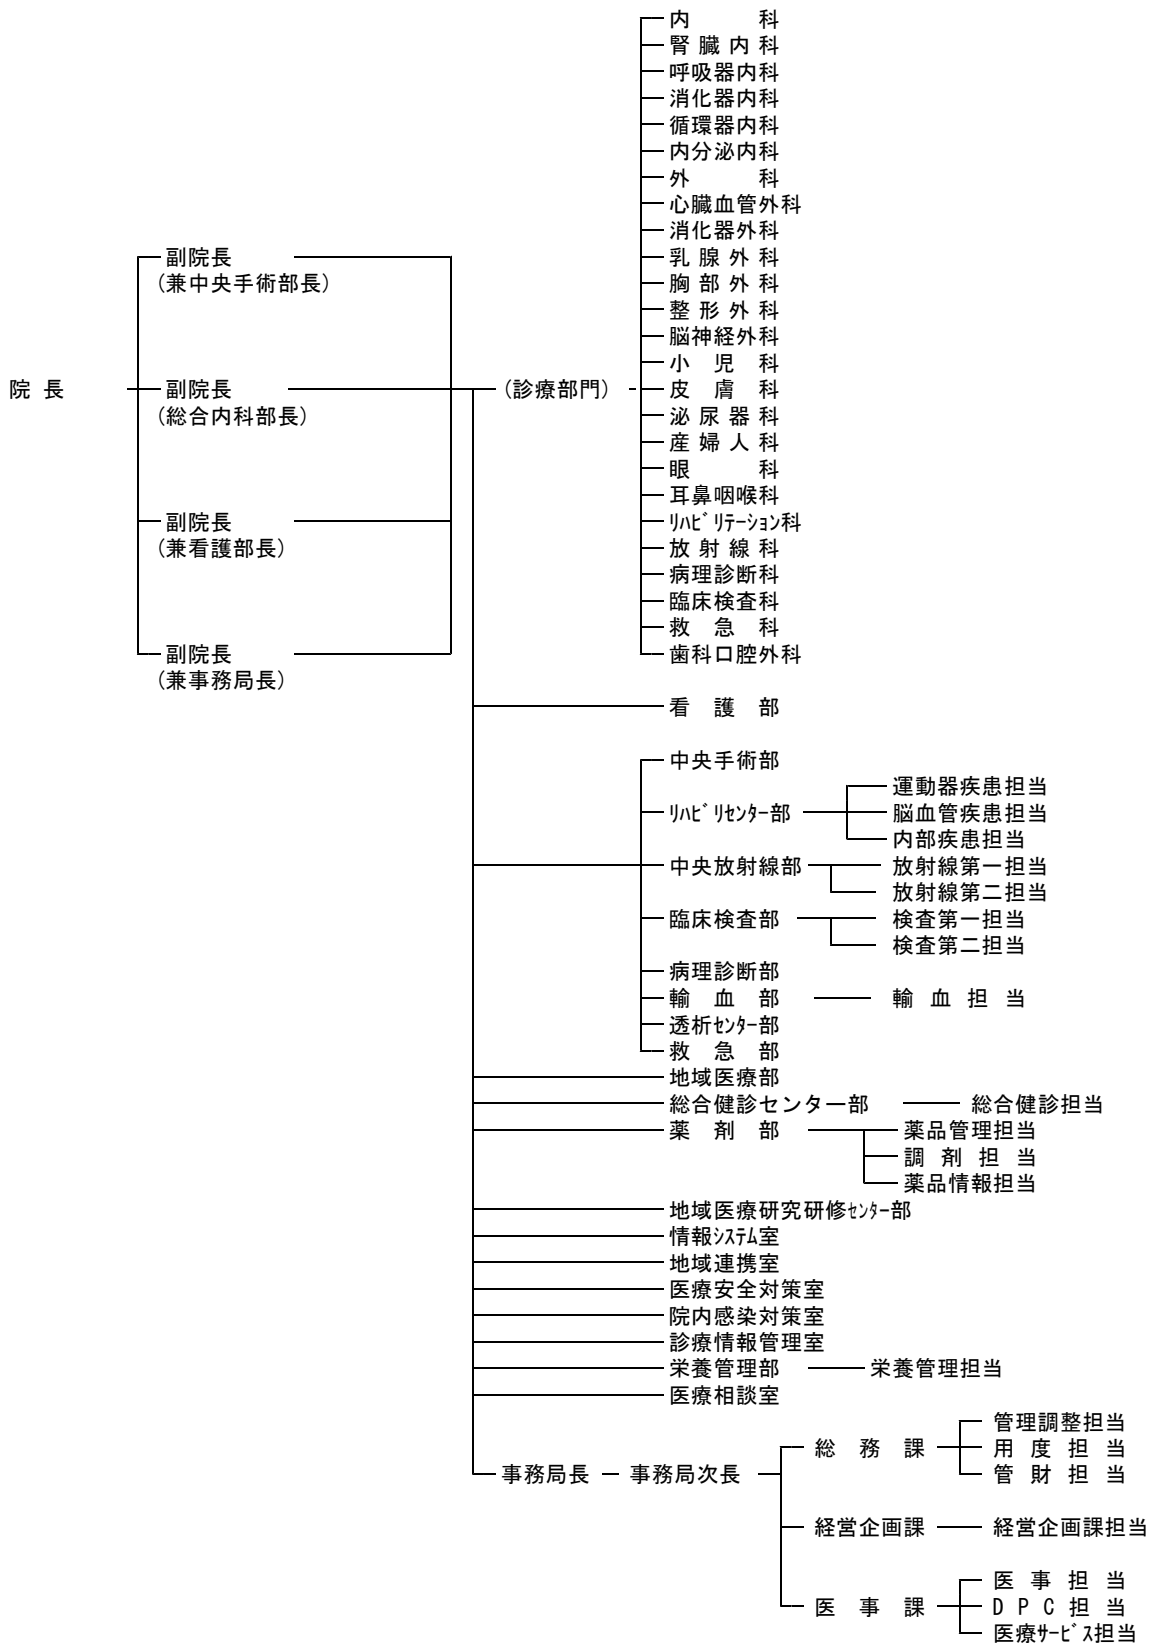 内科
腎臓内科
呼吸器内科
消化器内科
循環器内科
内分泌内科
外科
心臓血管外科
消化器外科
副院長 乳腺外科
(兼中央手術部長) 胸部外科
整形外科
脳神経外科
小児科
院長 副院長 (診療部門) 皮膚科
(総合内科部長) 泌尿器科
産婦人科
眼科
耳鼻咽喉科
副院長 ﾘﾊﾋﾞﾘﾃｰｼｮﾝ科
(兼看護部長) 放射線科
病理診断科
臨床検査科
救急科
副院長 歯科口腔外科
(兼事務局長)
看護部
中央手術部
運動器疾患担当
ﾘﾊﾋﾞﾘｾﾝﾀｰ部 脳血管疾患担当
内部疾患担当
中央放射線部 放射線第一担当
放射線第二担当
臨床検査部 検査第一担当
検査第二担当
病理診断部
輸血部 輸血担当
透析ｾﾝﾀｰ部
救急部
地域医療部
総合健診センター部 総合健診担当
薬剤部 薬品管理担当
調剤担当
薬品情報担当
地域医療研究研修ｾﾝﾀｰ部
情報ｼｽﾃﾑ室
地域連携室
医療安全対策室
院内感染対策室
診療情報管理室
栄養管理部 栄養管理担当
医療相談室
管理調整担当
総務課 用度担当
事務局長 事務局次長 管財担当
経営企画課 経営企画課担当
医事担当
医事課 DPC担当
医療ｻｰﾋﾞｽ担当